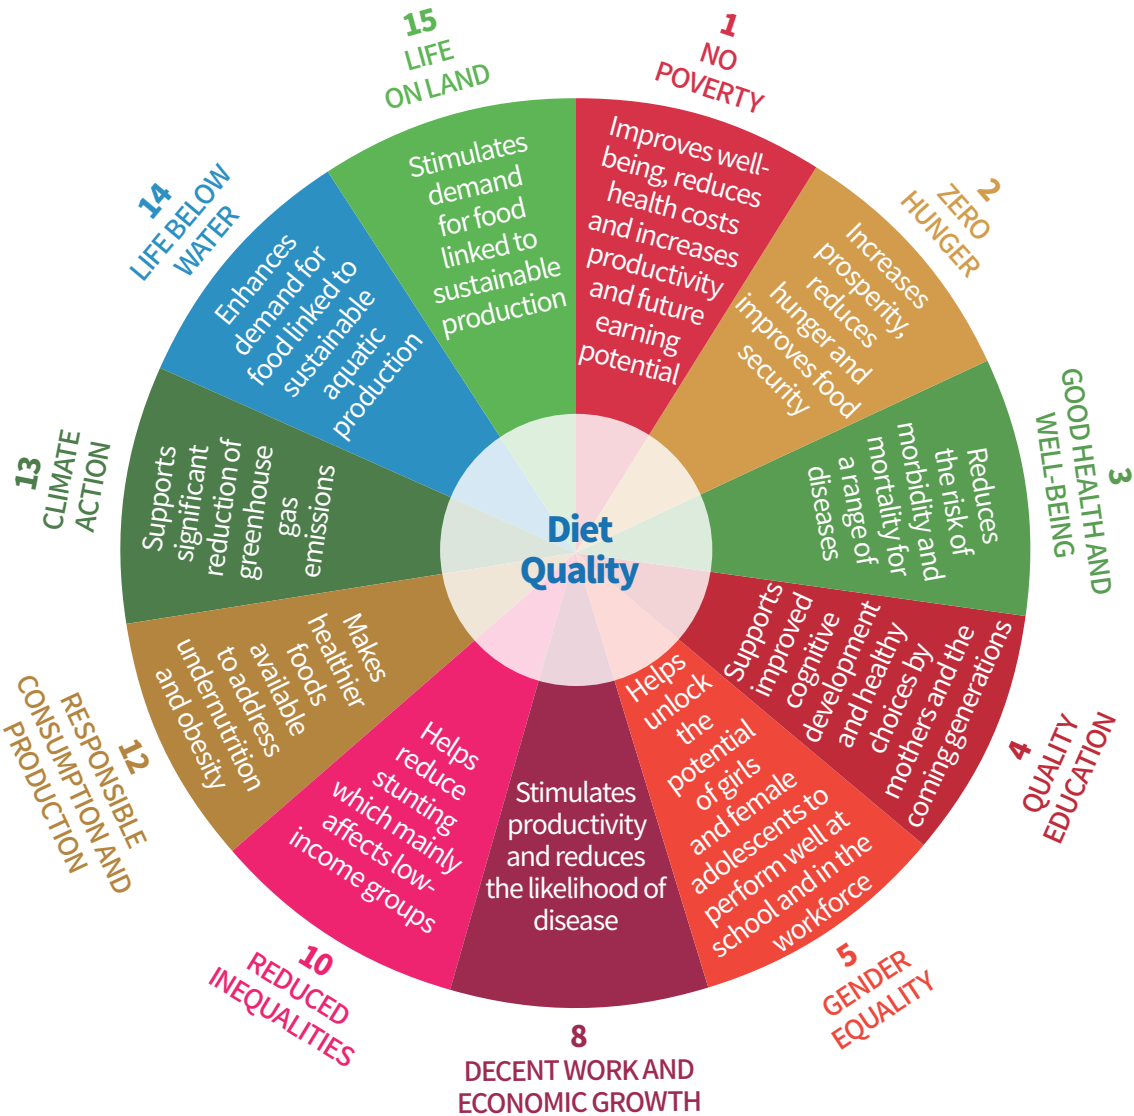 Diet
Quality
1
NO
POVERTY
Improves well-
being, reduces
health costs
and increases
productivity
and future
earning
potential
2
ZERO
HUNGER
Increases
prosperity,
reduces
hunger and
improves food
security
3
GOOD HEALTH AND
WELL-BEING
Reduces
the risk of
morbidity and
mortality for
a range of
diseases
4
QUALITY
EDUCATION
Supports
improved
cognitive
development
and healthy
choices by
mothers and the
coming generations
5
GENDER
EQUALITY
Helps
unlock
the
potential
of girls
and female
adolescents to
perform well at
school and in the
workforce
8
DECENT WORK AND
ECONOMIC GROWTH
Stimulates
productivity
and reduces
the likelihood of
disease
10
REDUCED
INEQUALITIES
Helps
reduce
stunting
which mainly
affects low-
income groups
12
RESPONSIBLE
CONSUMPTION AND
PRODUCTION
Makes
healthier
foods
available
to address
undernutrition
and obesity
13
CLIMATE
ACTION
Supports
significant
reduction of
greenhouse
gas
emissions
14
LIFE BELOW
WATER
Enhances
demand for
food linked to
sustainable
aquatic
production
15
LIFE
ON LAND
Stimulates
demand
for food
linked to
sustainable
production